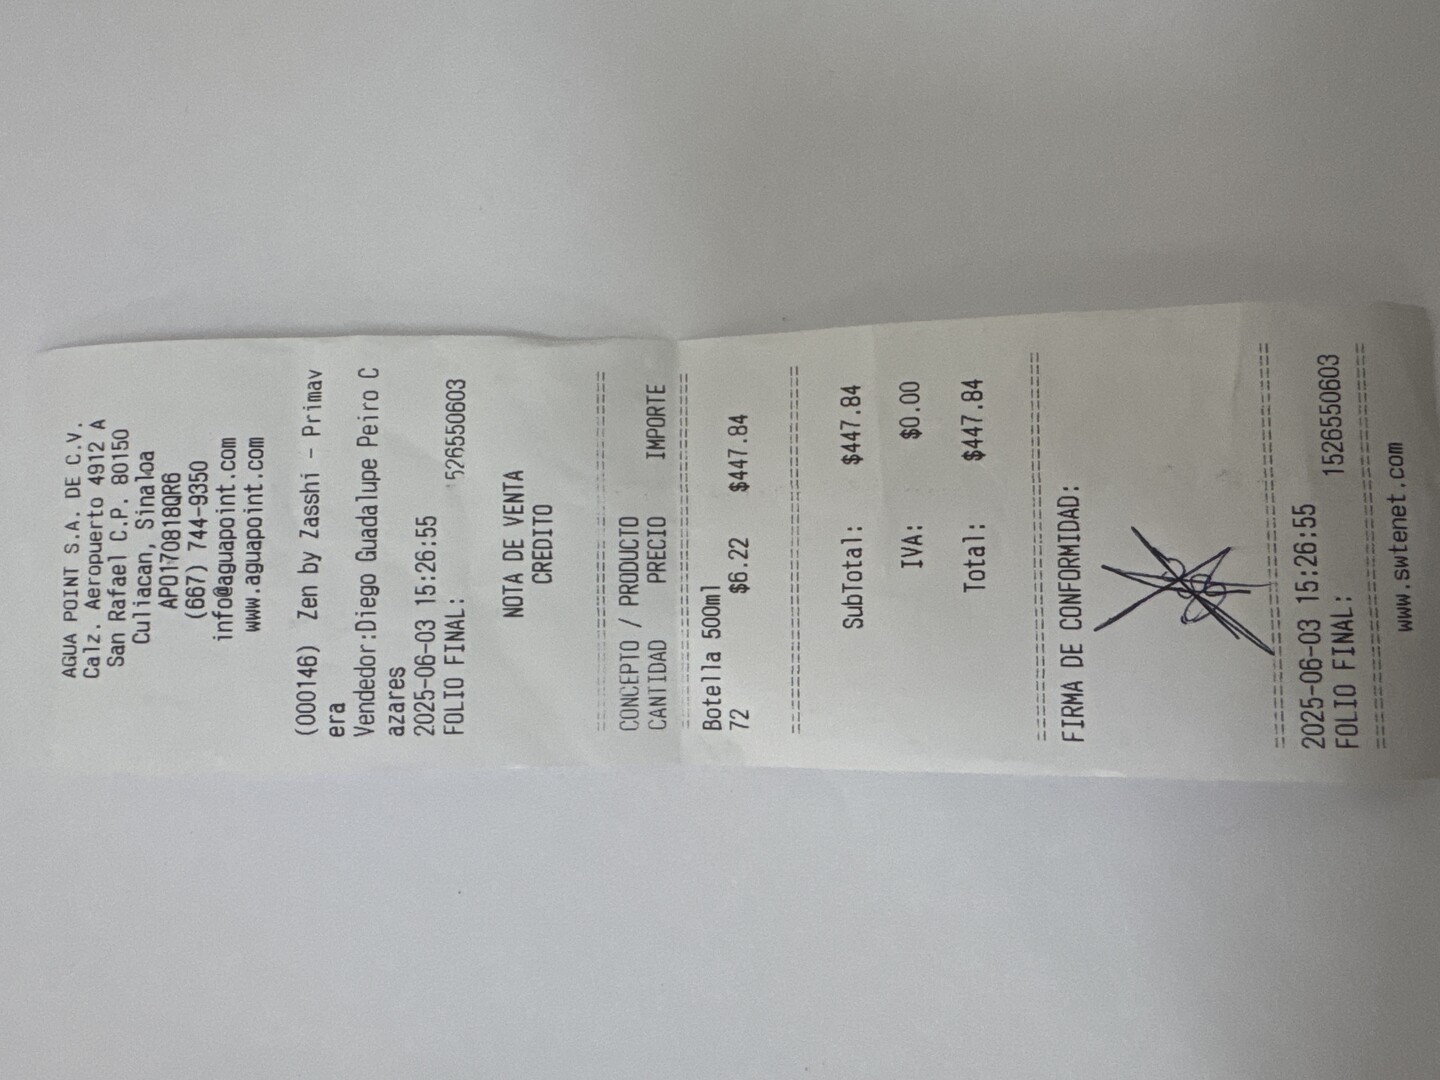 AGUA POINT S.A. DE C.V.
Calz. Aeropuerto 4912 A
San Rafael C.P. 80150
Culiacan, Sinaloa
APO170818QR6
(667) 744-9350
info@aguapoint.com
www.aguapoint.com
(000146) Zen by Zasshi - Primav
era
Vendedor:Diego Guadalupe Peiro C
azares
2025-06-03 15:26:55
FOLIO FINAL: 526550603
NOTA DE VENTA
CREDITO
CONCEPTO / PRODUCTO
CANTIDAD PRECIO IMPORTE
Botella 500ml
72 $6.22 $447.84
SubTotal: $447.84
IVA: $0.00
Total: $447.84
FIRMA DE CONFORMIDAD:
2025-06-03 15:26:55
FOLIO FINAL: 1526550603
www.swtenet.com